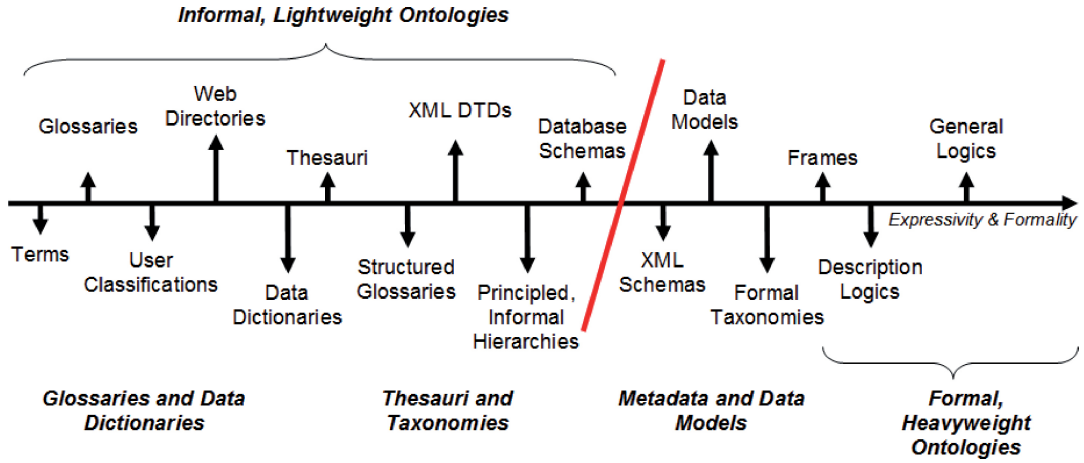 Informal, Lightweight Ontologies
Glossaries
Web
Directories
Thesauri
XML DTDs
Database
Schemas
Data
Models
Frames
General
Logics
Expressivity & Formality
Terms
User
Classifications
Data
Dictionaries
Structured
Glossaries
Principled,
Informal
Hierarchies
XML
Schemas
Formal
Taxonomies
Description
Logics
Glossaries and Data
Dictionaries
Thesauri and
Taxonomies
Metadata and Data
Models
Formal,
Heavyweight
Ontologies